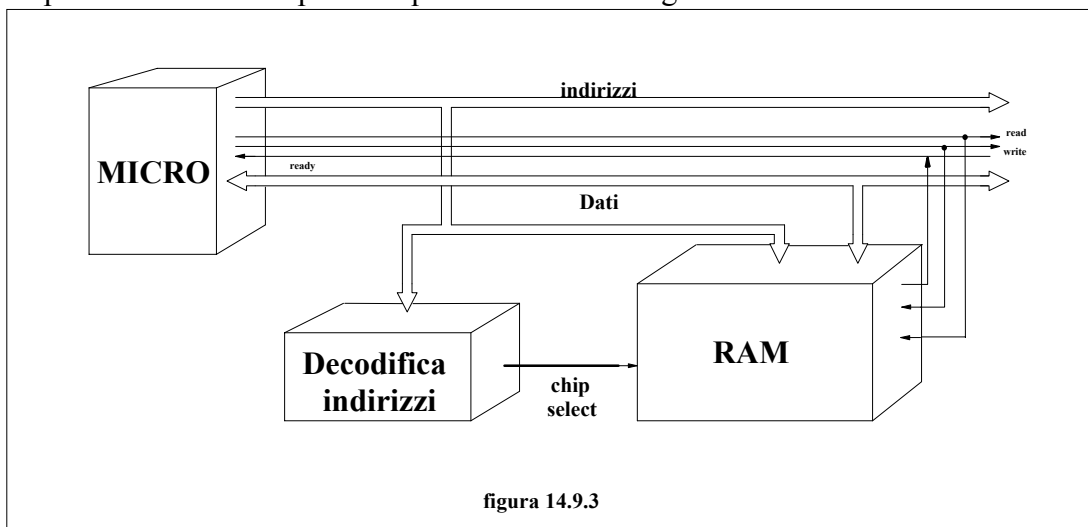 indirizzi
read
MICRO
write
ready
Dati
Decodifica
indirizzi
RAM
chip
select
figura 14.9.3